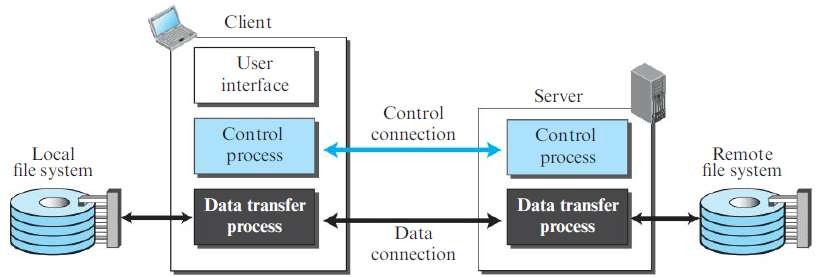 Client
User
interface
Control
connection
Server
Control
process
Control
process
Local
file system
Remote
file system
Data transfer
process
Data transfer
process
Data
connection